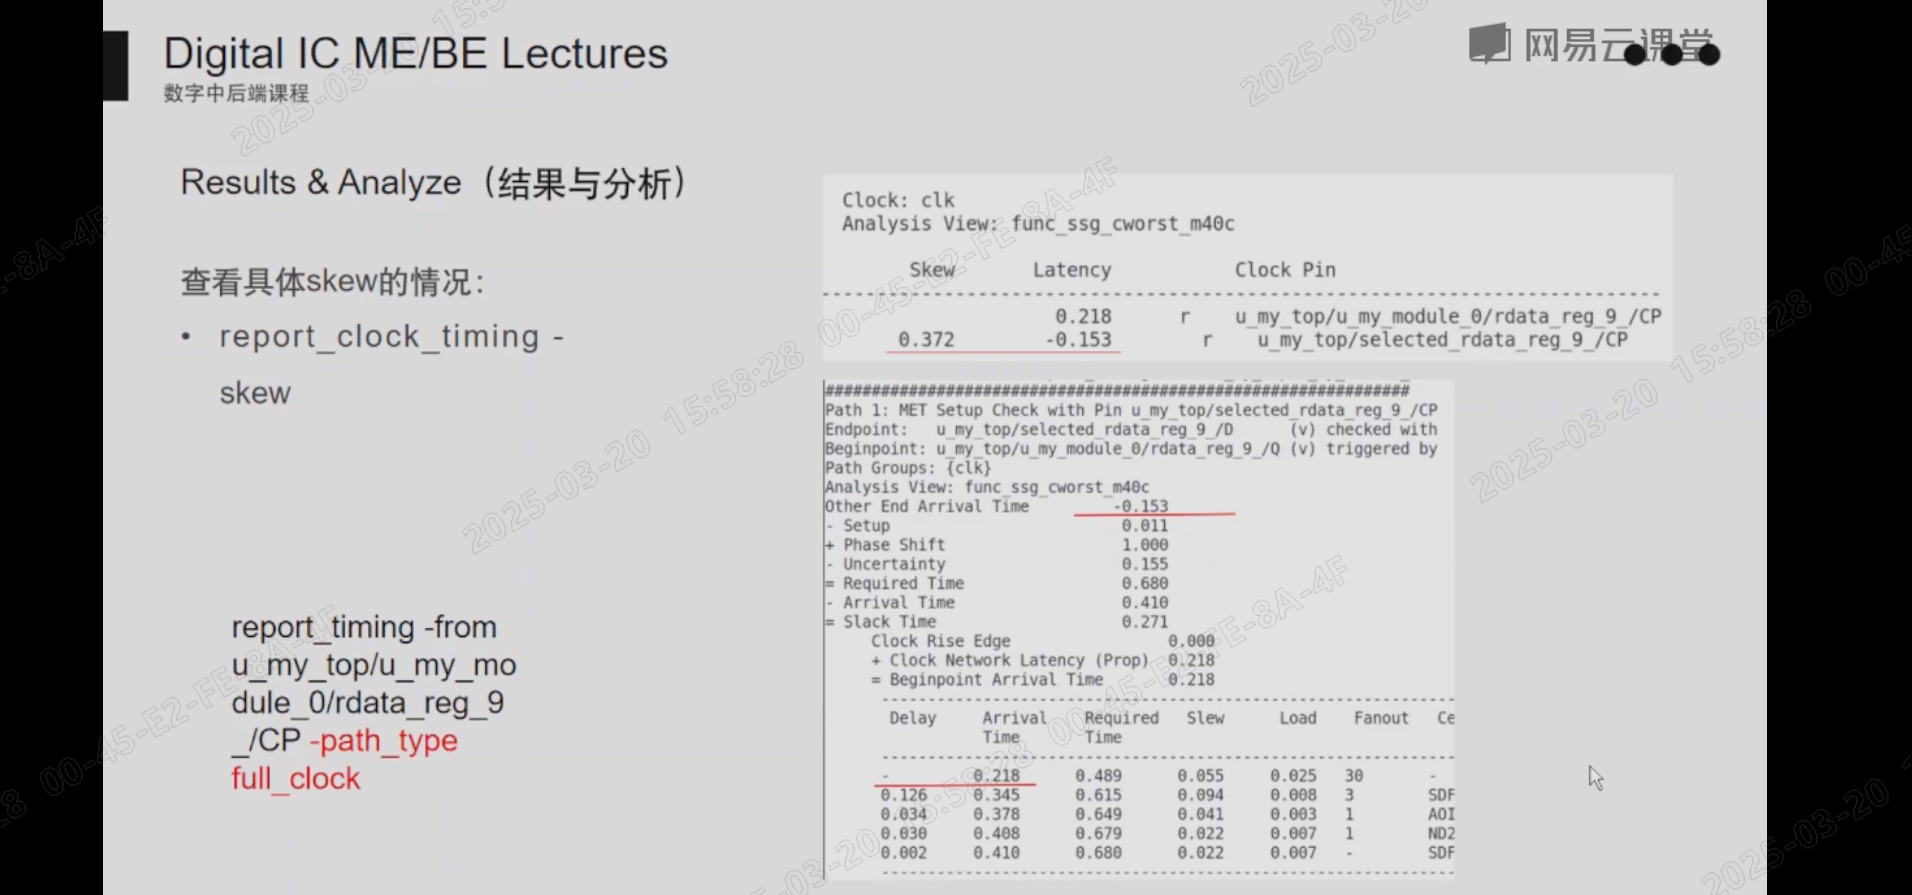 Digital IC ME/BE Lectures
数字中后端课程
网易云课堂
Results & Analyze（结果与分析）
查看具体skew的情况：
• report_clock_timing -
skew
report_timing -from
u_my_top/u_my_mo
dule_0/rdata_reg_9
_/CP -path_type
full_clock
Clock: clk
Analysis View: func_ssg_cworst_m40c
Skew Latency Clock Pin
0.218 r u_my_top/u_my_module_0/rdata_reg_9_/CP
0.372 -0.153 r u_my_top/selected_rdata_reg_9_/CP
###############################################################
Path 1: MET Setup Check with Pin u_my_top/selected_rdata_reg_9_/CP
Endpoint: u_my_top/selected_rdata_reg_9_/D (v) checked with
Beginpoint: u_my_top/u_my_module_0/rdata_reg_9_/Q (v) triggered by
Path Groups: {clk}
Analysis View: func_ssg_cworst_m40c
Other End Arrival Time -0.153
- Setup 0.011
+ Phase Shift 1.000
- Uncertainty 0.155
= Required Time 0.680
- Arrival Time 0.410
= Slack Time 0.271
Clock Rise Edge 0.000
+ Clock Network Latency (Prop) 0.218
= Beginpoint Arrival Time 0.218
Delay Arrival Required Slew Load Fanout Ce
Time Time
- 0.218 0.489 0.055 0.025 30 -
0.126 0.345 0.615 0.094 0.008 3 SDF
0.034 0.378 0.649 0.041 0.003 1 AOI
0.030 0.408 0.679 0.022 0.007 1 ND2
0.002 0.410 0.680 0.022 0.007 - SDF
2025-03-20 15:58:28 00-45-E2-FE-8A-4F